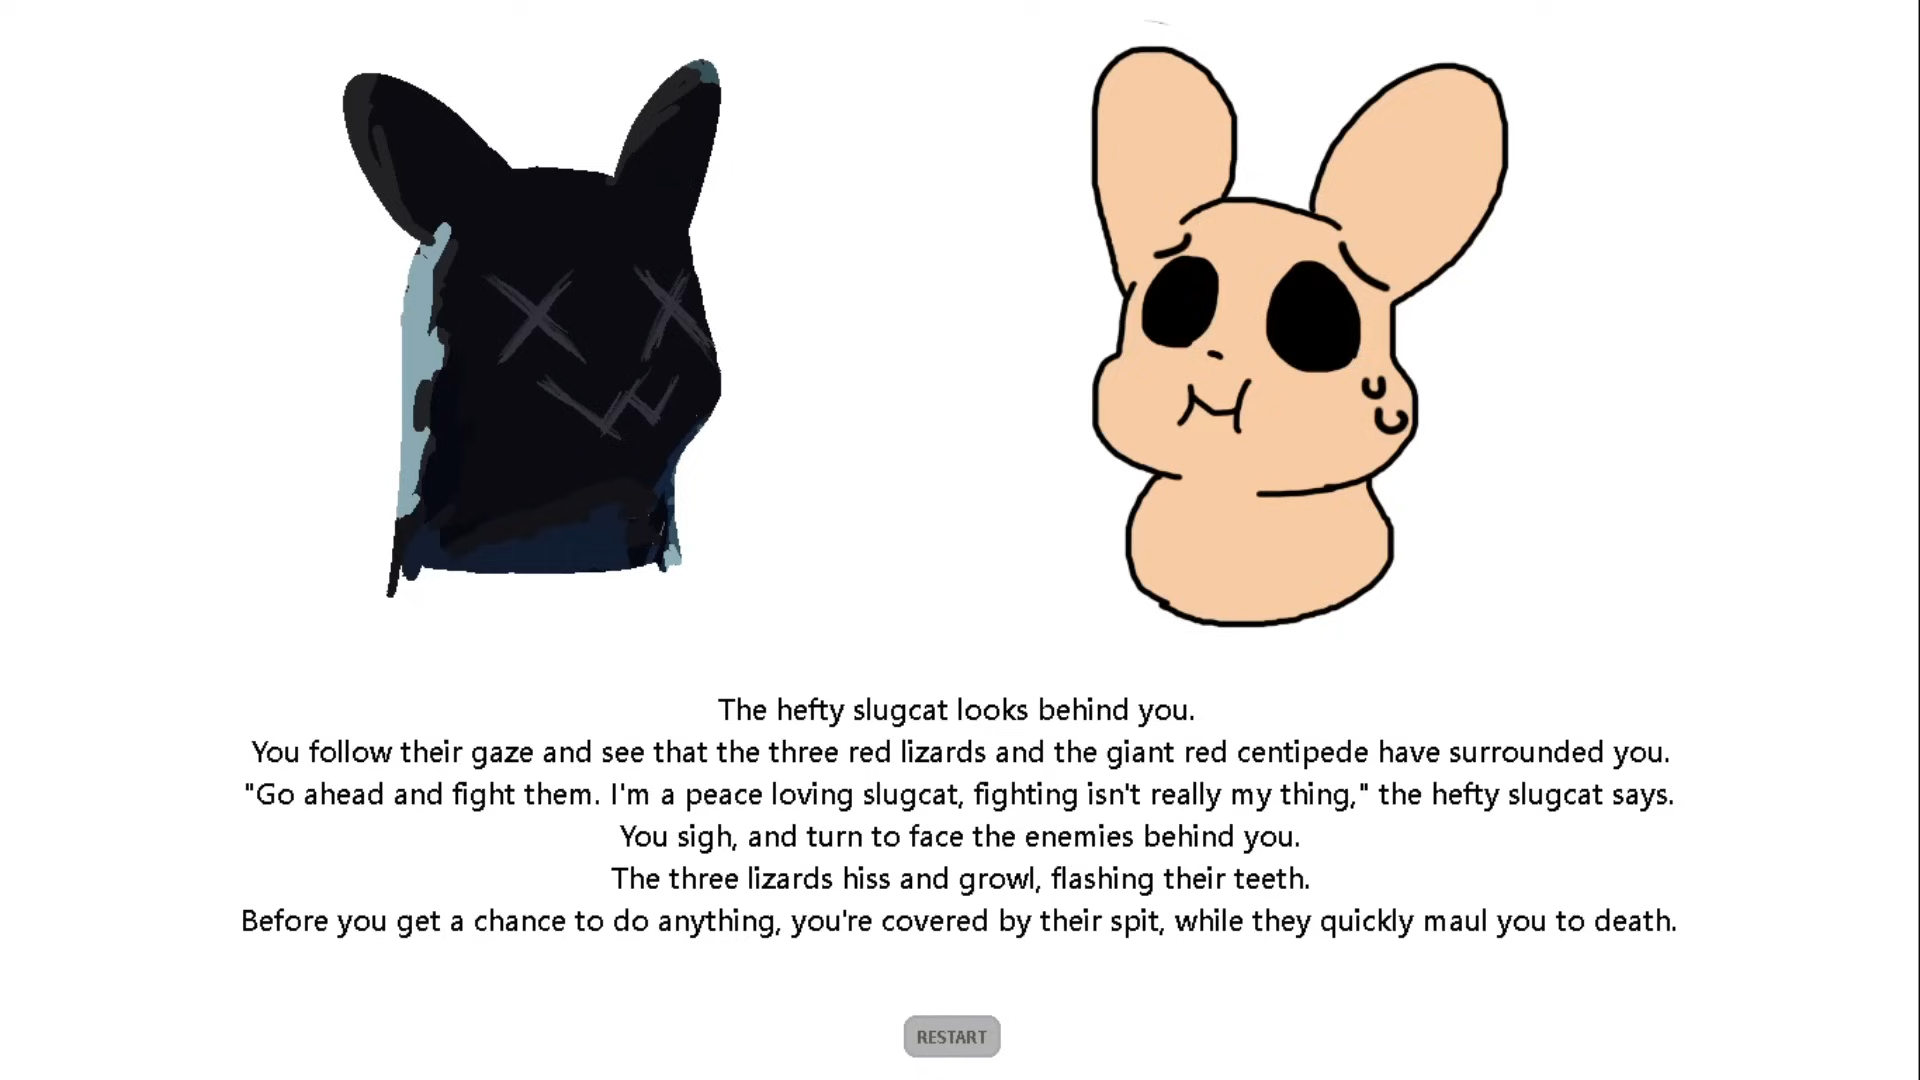 The hefty slugcat looks behind you.
You follow their gaze and see that the three red lizards and the giant red centipede have surrounded you.
"Go ahead and fight them. I'm a peace loving slugcat, fighting isn't really my thing," the hefty slugcat says.
You sigh, and turn to face the enemies behind you.
The three lizards hiss and growl, flashing their teeth.
Before you get a chance to do anything, you're covered by their spit, while they quickly maul you to death.
RESTART